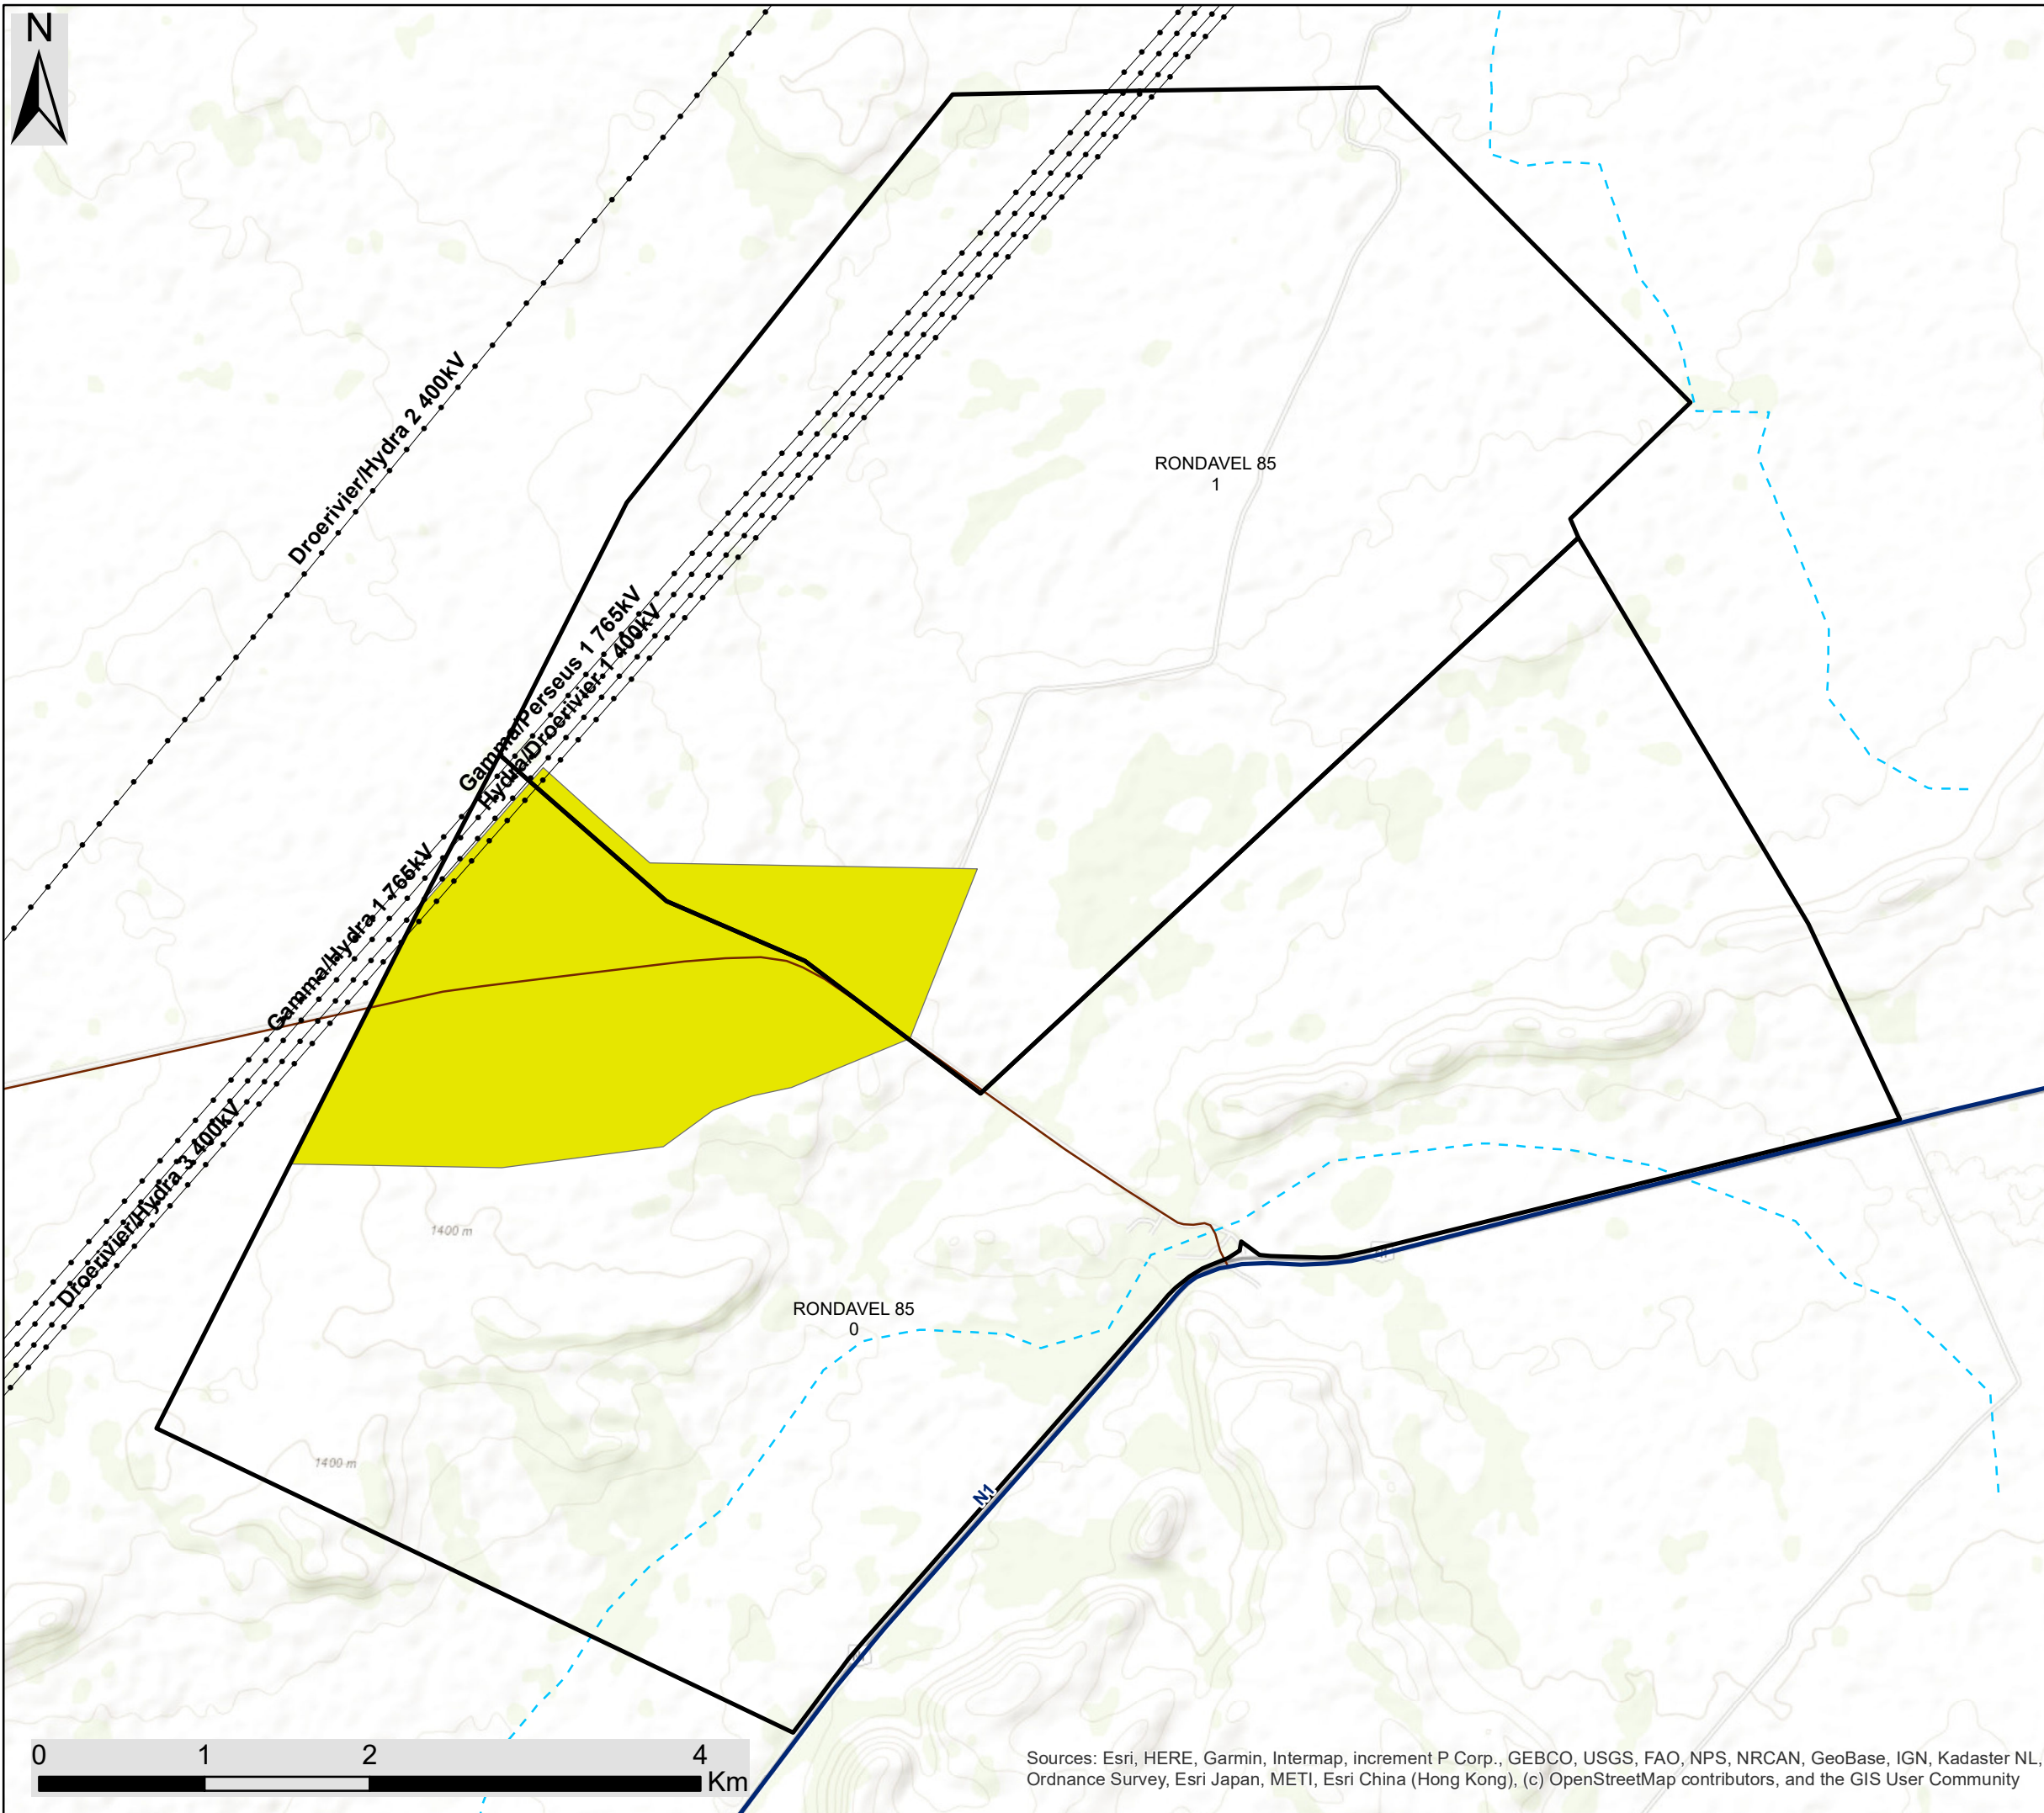 N
Droerivier/Hydra 2 400kV
RONDAVEL 85
1
Gamma/Perseus 1 765kV
Hydra/Droerivier 1 400kV
Gamma/Hydra 1 765kV
Droerivier/Hydra 3 400kV
1400 m
RONDAVEL 85
0
1400 m
N1
0 1 2 4
Km
Sources: Esri, HERE, Garmin, Intermap, increment P Corp., GEBCO, USGS, FAO, NPS, NRCAN, GeoBase, IGN, Kadaster NL,
Ordnance Survey, Esri Japan, METI, Esri China (Hong Kong), (c) OpenStreetMap contributors, and the GIS User Community